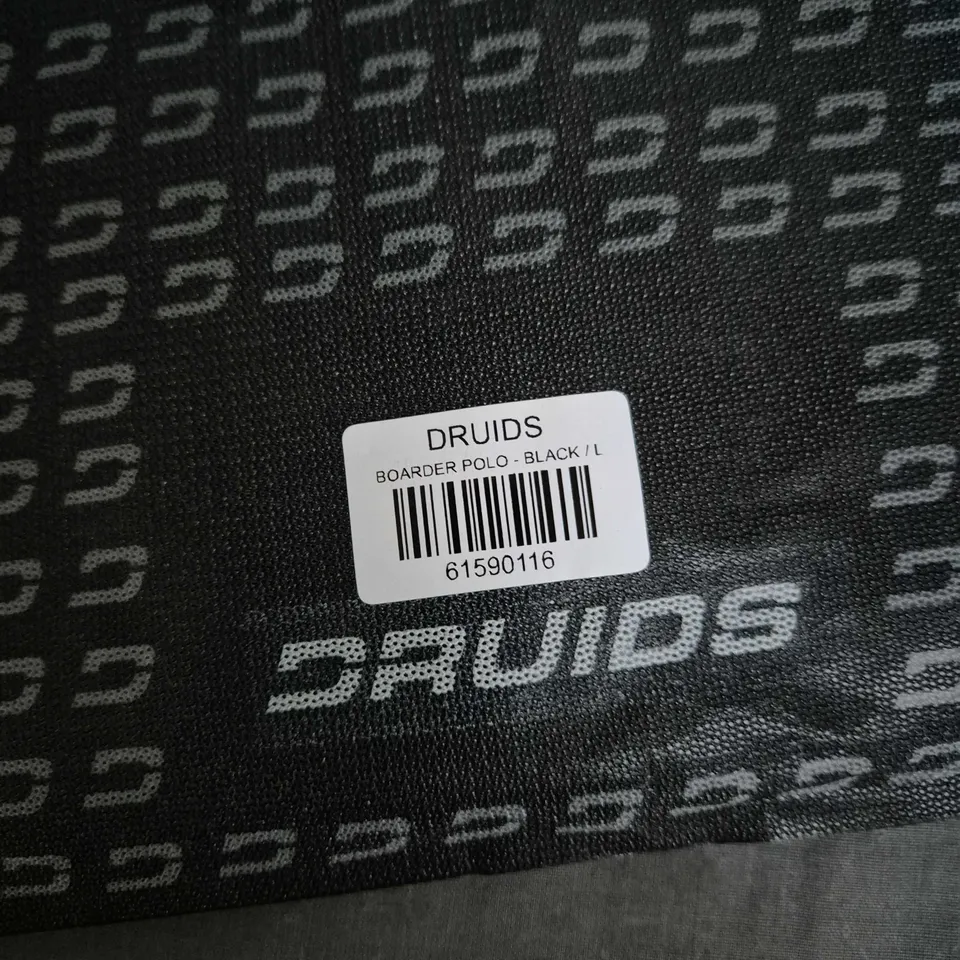 DRUIDS
BOARDER POLO - BLACK / L
61590116
DRUIDS